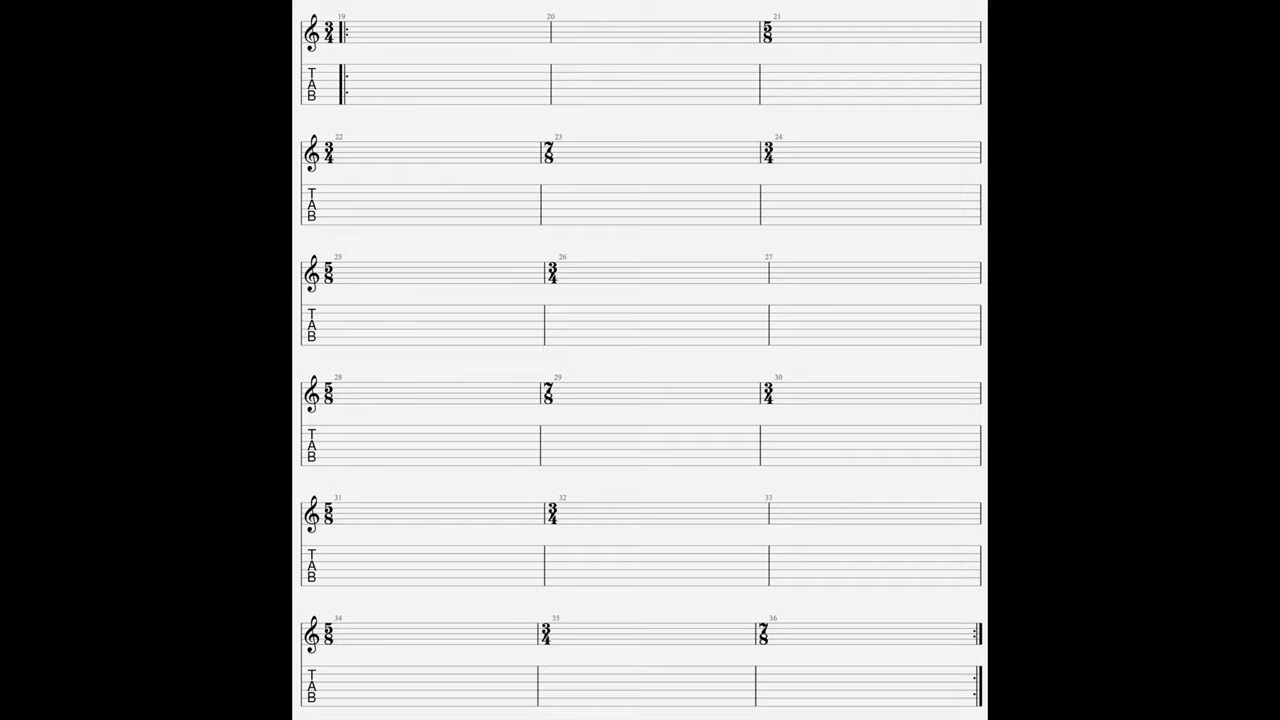 19 20 21
3 4 5 8
T A B
22 23 24
3 4 7 8 3 4
T A B
25 26 27
5 8 3 4
T A B
28 29 30
5 8 7 8 3 4
T A B
31 32 33
5 8 3 4
T A B
34 35 36
5 8 3 4 7 8
T A B